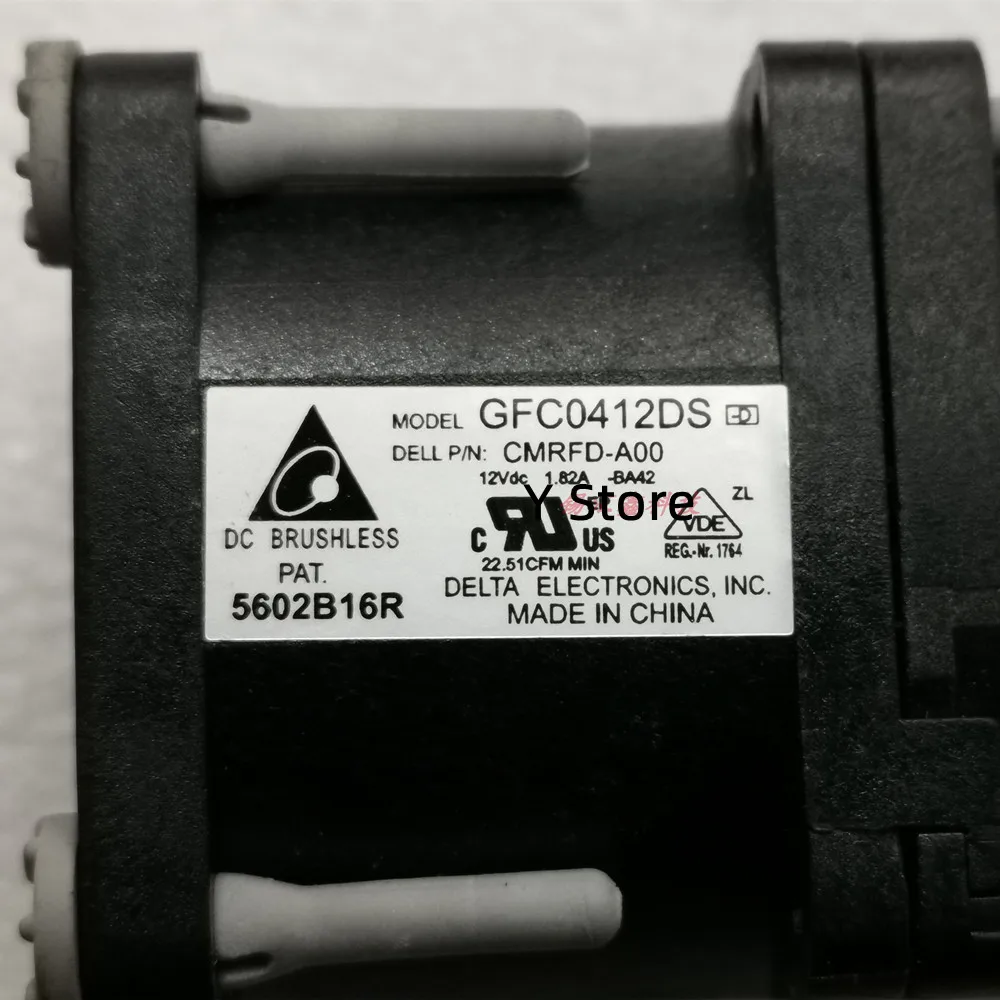 MODEL GFC0412DS
DELL P/N: CMRFD-A00
12Vdc 1.82A -BA42
Y Store
C US
VDE
ZL
REG.-Nr. 1764
22.51CFM MIN
DC BRUSHLESS
PAT.
5602B16R
DELTA ELECTRONICS, INC.
MADE IN CHINA